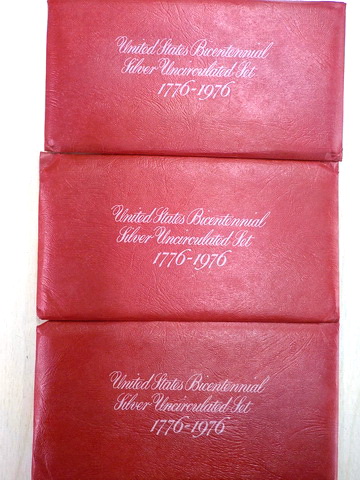 United States Bicentennial
Silver Uncirculated Set
1776-1976
United States Bicentennial
Silver Uncirculated Set
1776-1976
United States Bicentennial
Silver Uncirculated Set
1776-1976